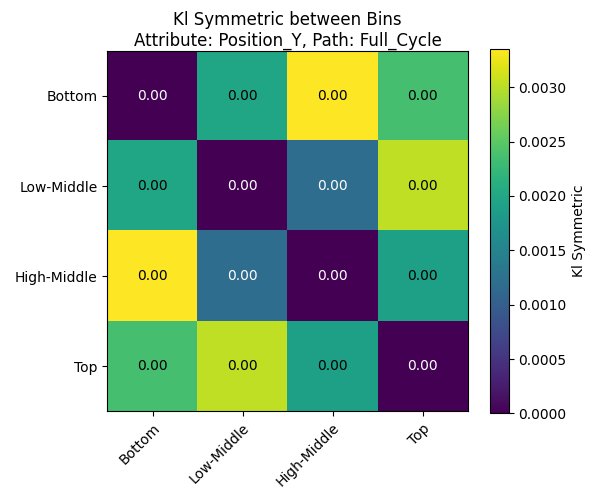 Kl Symmetric between Bins
Attribute: Position_Y, Path: Full_Cycle
Bottom 0.00 0.00 0.00 0.00
Low-Middle 0.00 0.00 0.00 0.00
High-Middle 0.00 0.00 0.00 0.00
Top 0.00 0.00 0.00 0.00
Bottom Low-Middle High-Middle Top
0.0030
0.0025
0.0020
0.0015
0.0010
0.0005
0.0000
Kl Symmetric